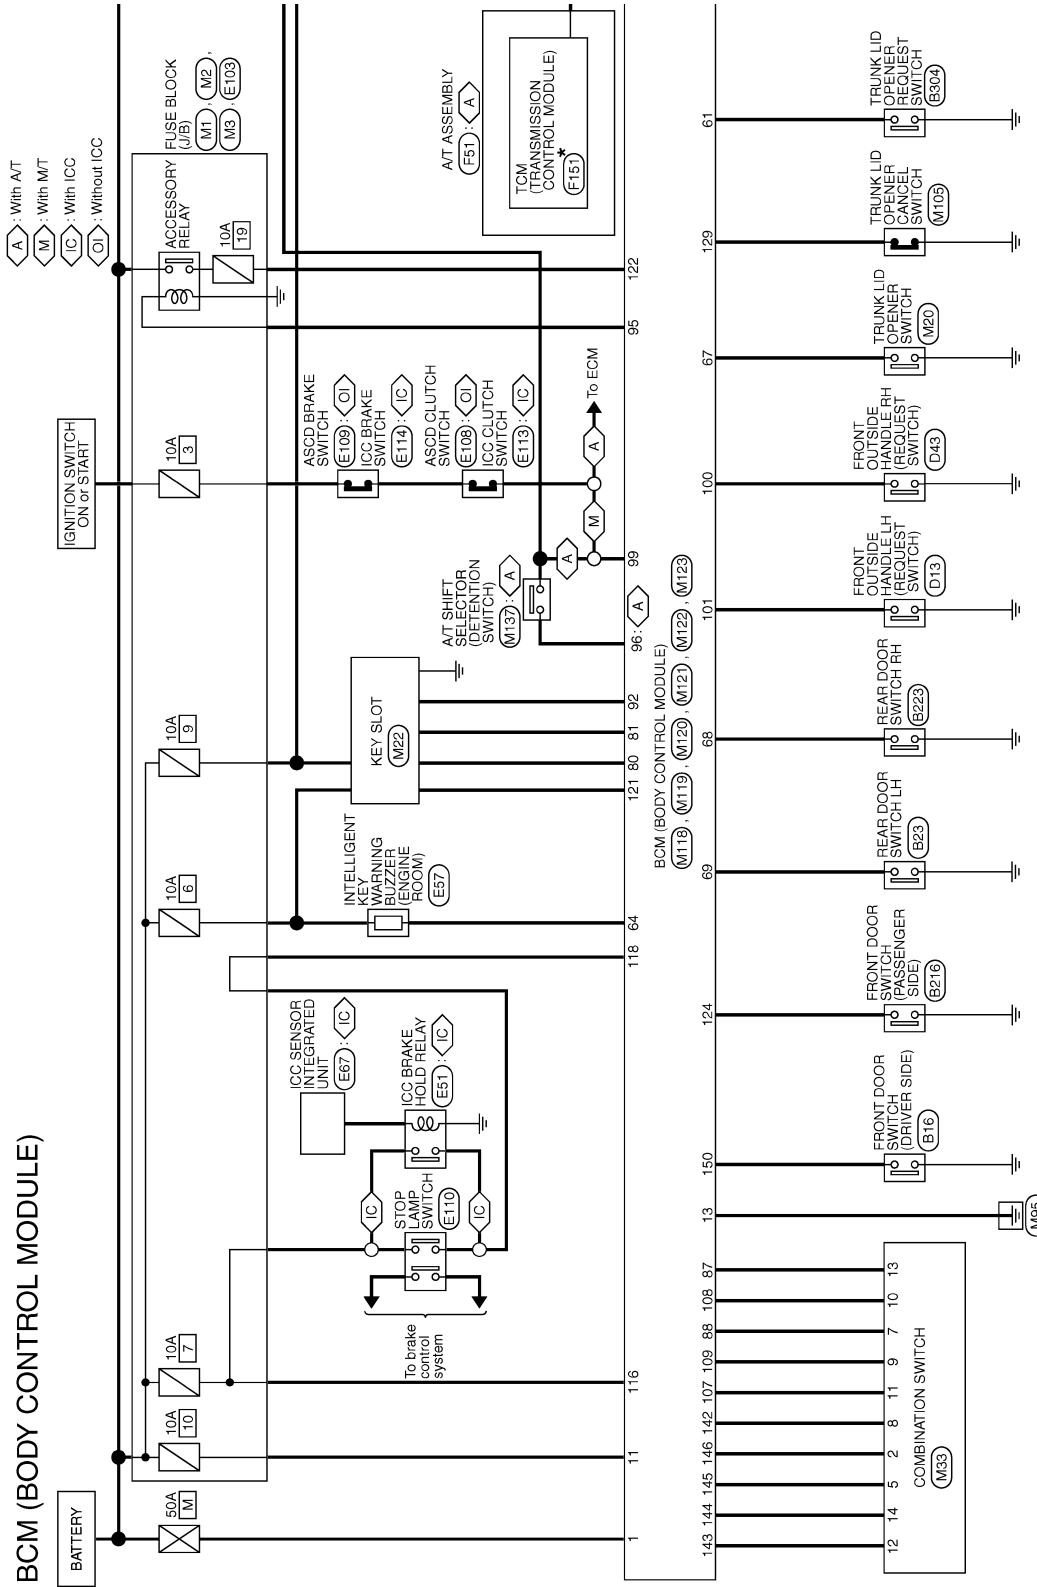 BCM (BODY CONTROL MODULE)
BATTERY
IGNITION SWITCH
ON or START
A : With A/T
M : With M/T
IC : With ICC
OI : Without ICC
50A
M
10A
10
10A
7
10A
6
10A
9
10A
3
ACCESSORY
RELAY
10A
19
FUSE BLOCK
(J/B)
M1 , M2 ,
M3 , E103
To brake
control
system
STOP
LAMP
SWITCH
E110
IC
IC
ICC SENSOR
INTEGRATED
UNIT
E67 : IC
ICC BRAKE
HOLD RELAY
E51 : IC
INTELLIGENT
KEY
WARNING
BUZZER
(ENGINE
ROOM)
E57
KEY SLOT
M22
ASCD BRAKE
SWITCH
E109 : OI
ICC BRAKE
SWITCH
E114 : IC
ASCD CLUTCH
SWITCH
E108 : OI
ICC CLUTCH
SWITCH
E113 : IC
A/T SHIFT
SELECTOR
(DETENTION
SWITCH)
M137 : A
A
M
A
To ECM
A/T ASSEMBLY
F51 : A
TCM
(TRANSMISSION
CONTROL MODULE)
F151 *
1
11
116
118
64
121
80
81
92
96 : A
99
95
122
BCM (BODY CONTROL MODULE)
M118 , M119 , M120 , M121 , M122 , M123
143
144
145
146
142
107
109
88
108
87
13
150
124
69
68
101
100
67
129
61
12
14
5
2
8
11
9
7
10
13
COMBINATION SWITCH
M33
M95
FRONT DOOR
SWITCH
(DRIVER SIDE)
B16
FRONT DOOR
SWITCH
(PASSENGER
SIDE)
B216
REAR DOOR
SWITCH LH
B23
REAR DOOR
SWITCH RH
B223
FRONT
OUTSIDE
HANDLE LH
(REQUEST
SWITCH)
D13
FRONT
OUTSIDE
HANDLE RH
(REQUEST
SWITCH)
D43
TRUNK LID
OPENER
SWITCH
M20
TRUNK LID
OPENER
CANCEL
SWITCH
M105
TRUNK LID
OPENER
REQUEST
SWITCH
B304